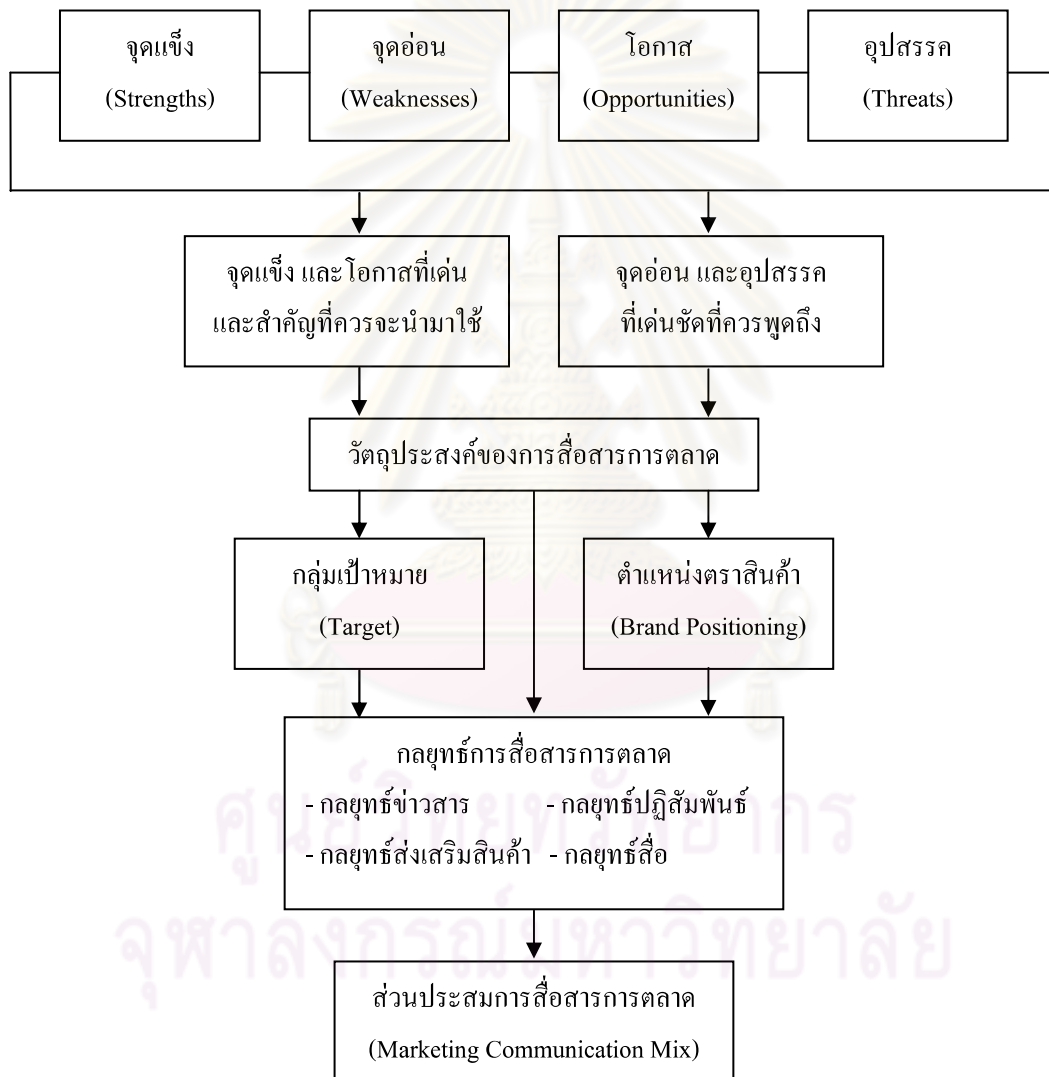 จุดแข็ง
(Strengths)
จุดอ่อน
(Weaknesses)
โอกาส
(Opportunities)
อุปสรรค
(Threats)
จุดแข็ง และโอกาสที่เด่น
และสำคัญที่ควรจะนำมาใช้
จุดอ่อน และอุปสรรค
ที่เด่นชัดที่ควรพูดถึง
วัตถุประสงค์ของการสื่อสารการตลาด
กลุ่มเป้าหมาย
(Target)
ตำแหน่งตราสินค้า
(Brand Positioning)
กลยุทธ์การสื่อสารการตลาด
- กลยุทธ์ข่าวสาร - กลยุทธ์ปฏิสัมพันธ์
- กลยุทธ์ส่งเสริมสินค้า - กลยุทธ์สื่อ
ศูนย์วิทยทรัพยากร
จุฬาลงกรณ์มหาวิทยาลัย
ส่วนประสมการสื่อสารการตลาด
(Marketing Communication Mix)